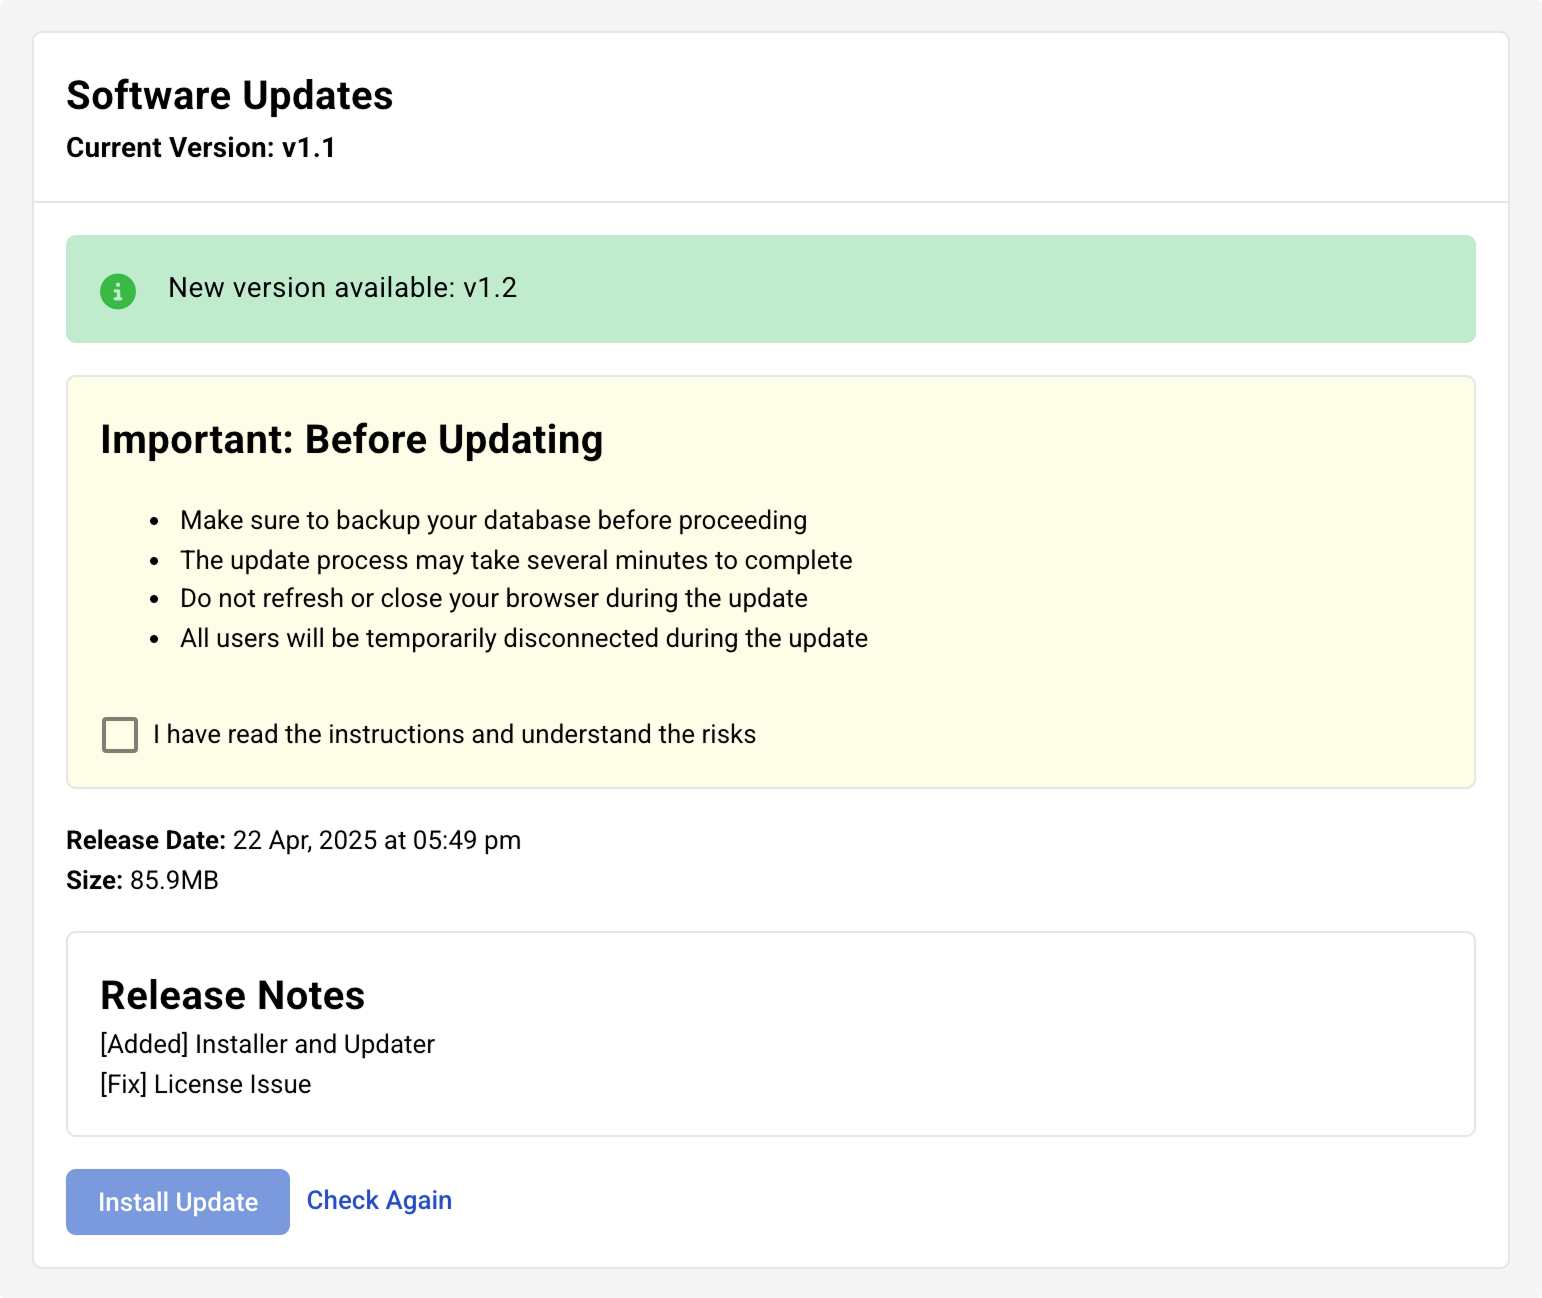 Software Updates
Current Version: v1.1
New version available: v1.2
Important: Before Updating
• Make sure to backup your database before proceeding
• The update process may take several minutes to complete
• Do not refresh or close your browser during the update
• All users will be temporarily disconnected during the update
I have read the instructions and understand the risks
Release Date: 22 Apr, 2025 at 05:49 pm
Size: 85.9MB
Release Notes
[Added] Installer and Updater
[Fix] License Issue
Install Update Check Again